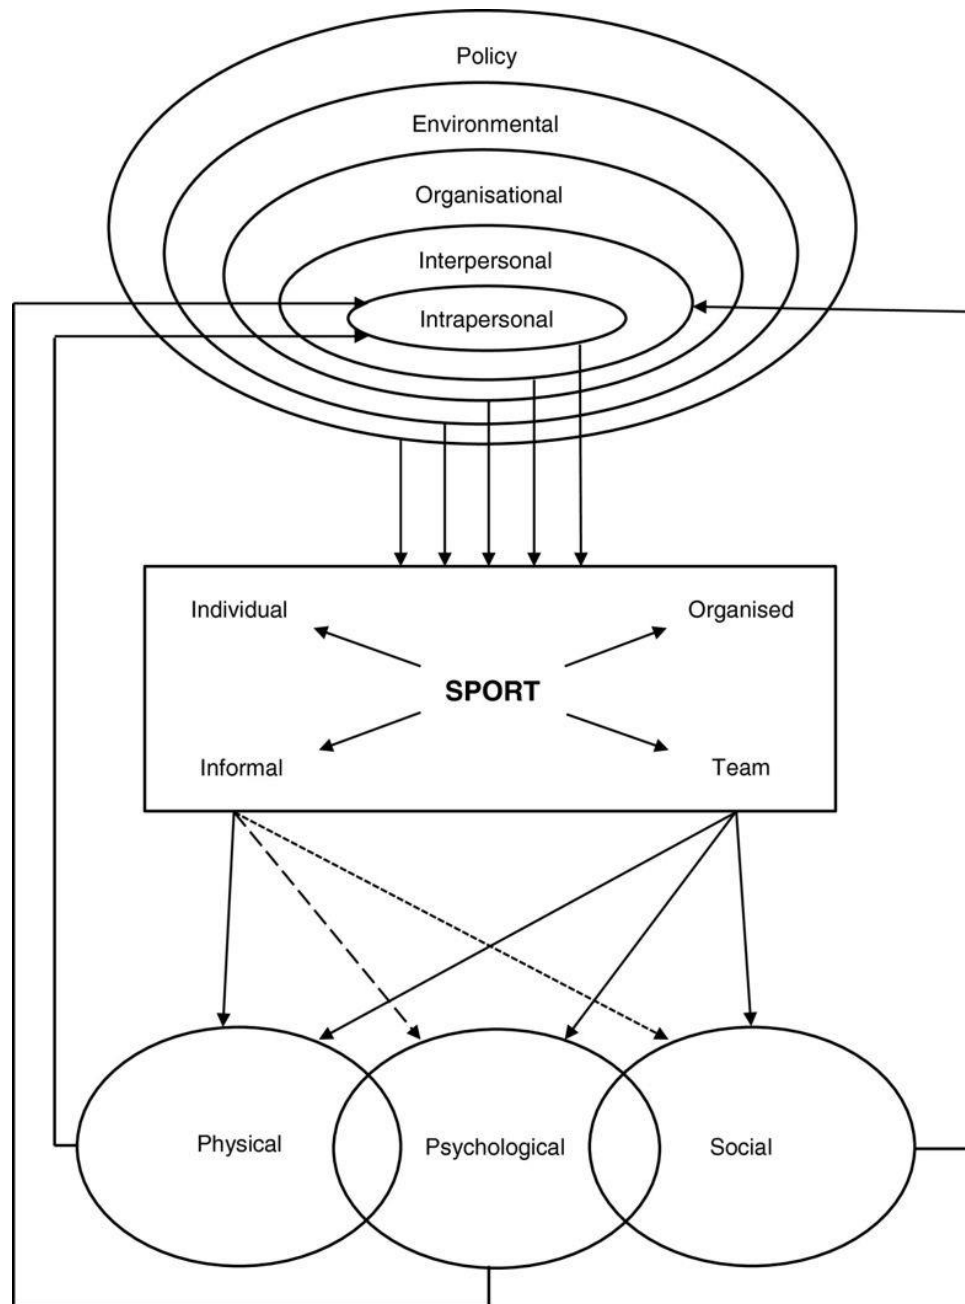 Policy
Environmental
Organisational
Interpersonal
Intrapersonal
Individual
Organised
SPORT
Informal
Team
Physical
Psychological
Social